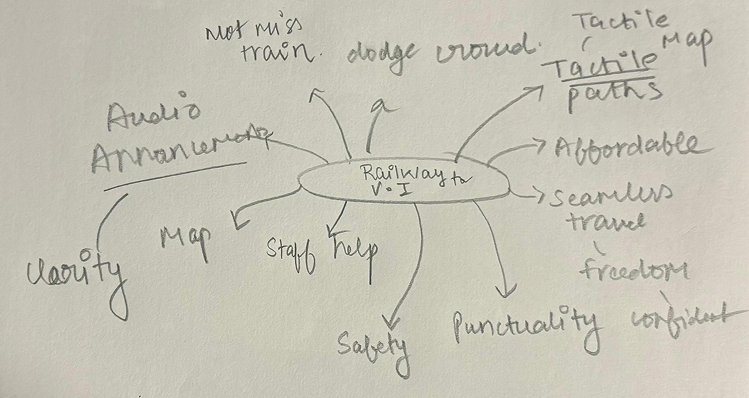 Not miss
train.
dodge crowd.
Tactile
Map
Tactile
paths
Audio
Annancement
Clarity
Railway to
V.I
Affordable
Seamless
travel
freedom
confident
Map
Staff help
Safety
Punctuality